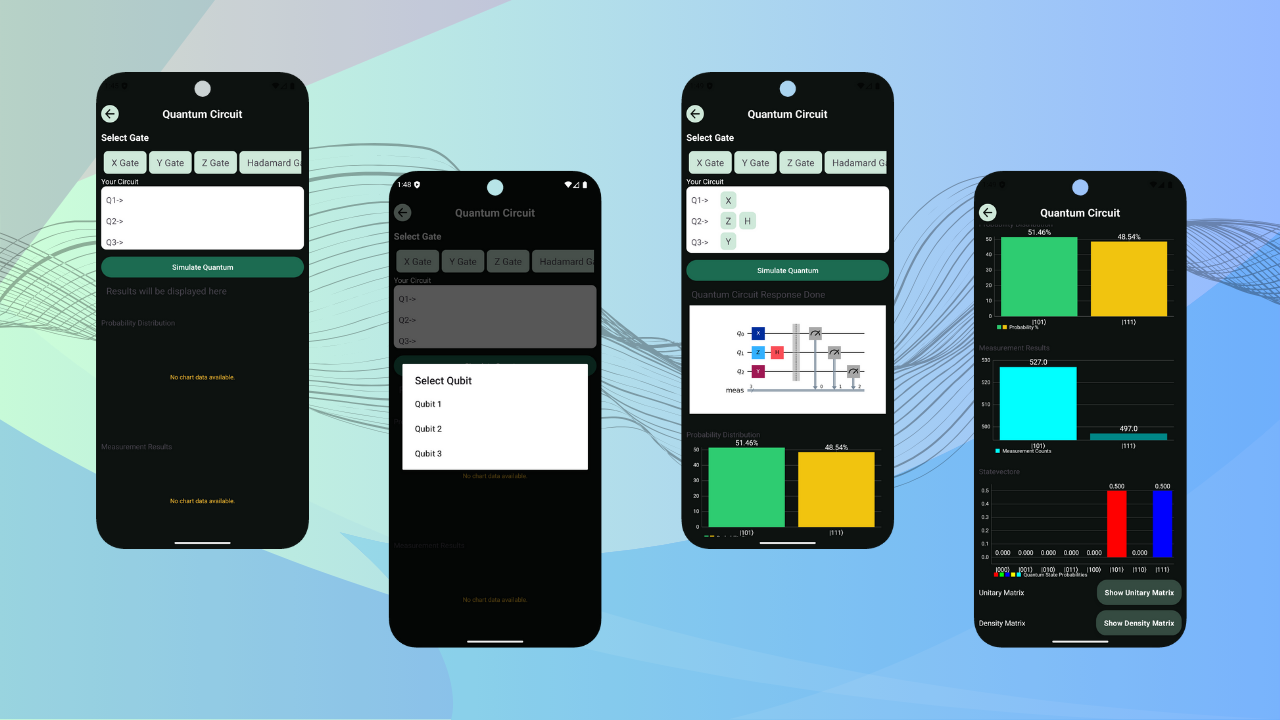 Quantum Circuit
Select Gate
X Gate Y Gate Z Gate Hadamard Ga
Your Circuit
Q1->
Q2->
Q3->
Simulate Quantum
Results will be displayed here
Probability Distribution
No chart data available.
Measurement Results
No chart data available.
1:48
Quantum Circuit
Select Gate
X Gate Y Gate Z Gate Hadamard Ga
Your Circuit
Q1->
Q2->
Q3->
Select Qubit
Qubit 1
Qubit 2
Qubit 3
No chart data available.
Measurement Results
No chart data available.
Quantum Circuit
Select Gate
X Gate Y Gate Z Gate Hadamard Ga
Your Circuit
Q1-> X
Q2-> Z H
Q3-> Y
Simulate Quantum
Quantum Circuit Response Done
q0 X
q1 Z H
q2 Y
meas 3 0 1 2
Probability Distribution
51.46% 48.54%
50
40
30
20
10
0
|101⟩ |111⟩
Quantum Circuit
Probability Distribution
51.46% 48.54%
50
40
30
20
10
0
|101⟩ |111⟩
Probability %
Measurement Results
530
527.0
520
510
500
497.0
|101⟩ |111⟩
Measurement Counts
Statevectore
0.5
0.4
0.3
0.2
0.1
0.0
0.000 0.000 0.000 0.000 0.000 0.500 0.000 0.500
|000⟩ |001⟩ |010⟩ |011⟩ |100⟩ |101⟩ |110⟩ |111⟩
Quantum State Probabilities
Unitary Matrix Show Unitary Matrix
Density Matrix Show Density Matrix